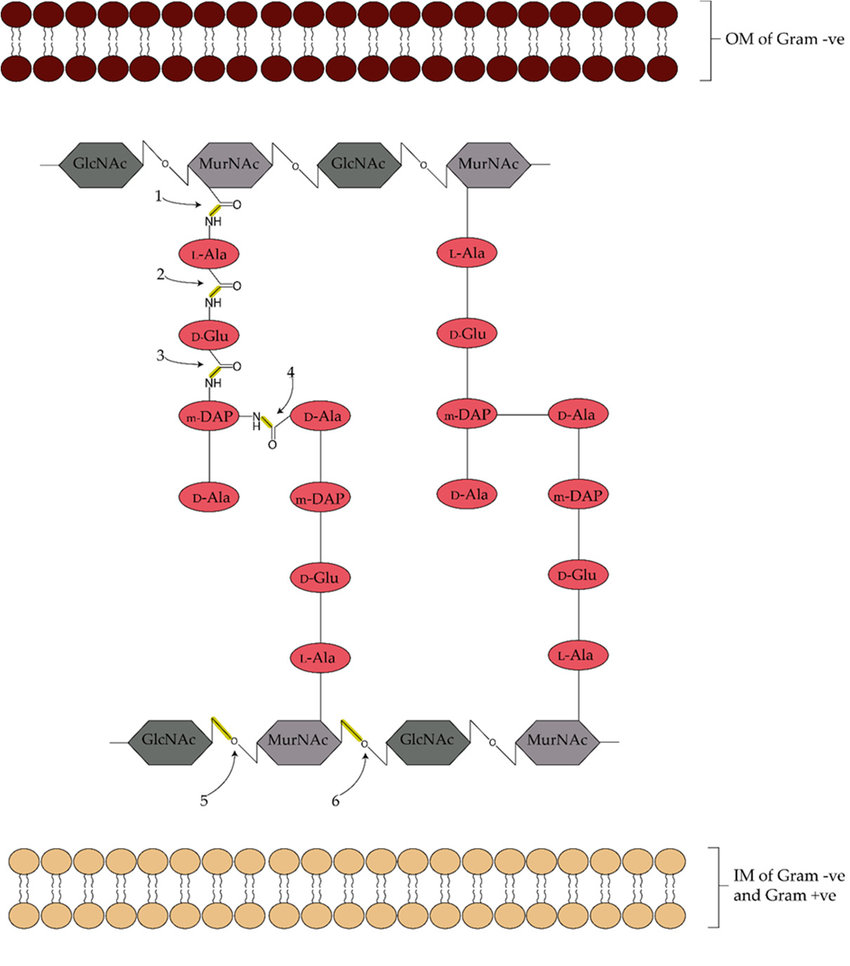 OM of Gram -ve
GlcNAc MurNAc GlcNAc MurNAc
o o o
1 O
NH
L-Ala L-Ala
2 O
NH
D-Glu D-Glu
3 O
NH
4
m-DAP N H D-Ala m-DAP D-Ala
O
D-Ala m-DAP D-Ala m-DAP
D-Glu D-Glu
L-Ala L-Ala
GlcNAc MurNAc GlcNAc MurNAc
o o o
5 6
IM of Gram -ve
and Gram +ve